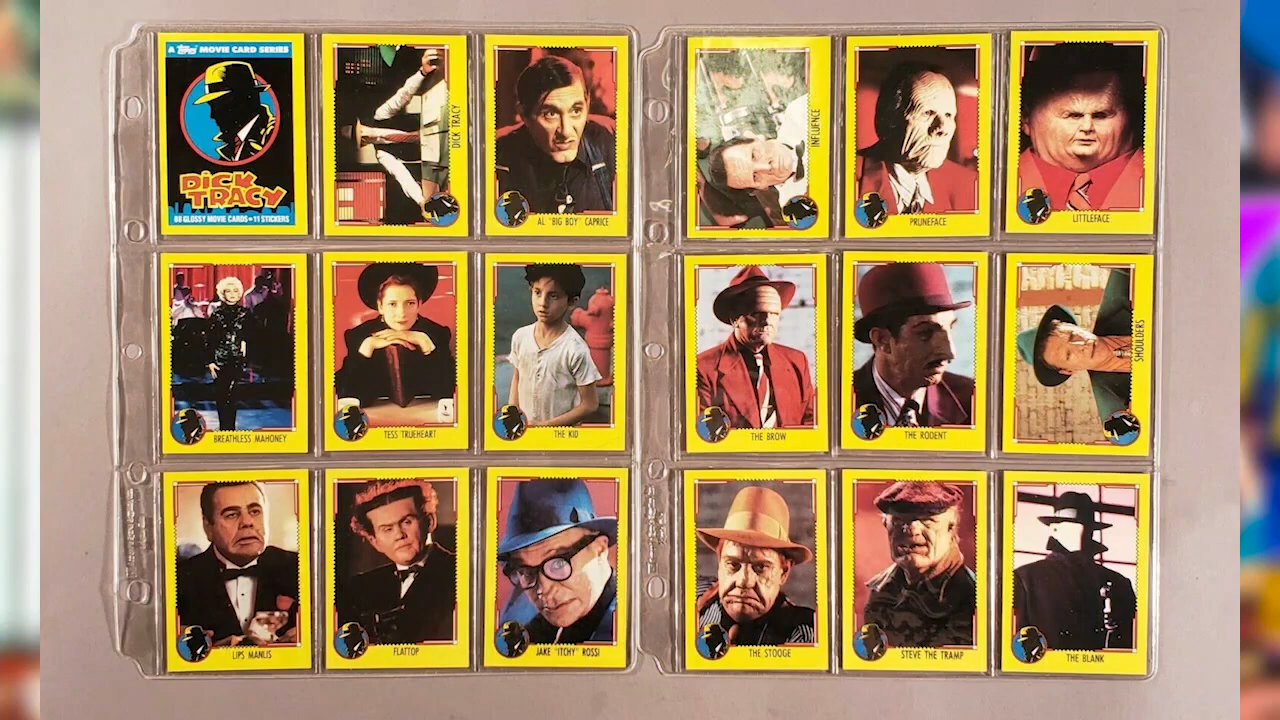 A Topps MOVIE CARD SERIES
DICK
TRACY
88 GLOSSY MOVIE CARDS • 11 STICKERS
DICK TRACY
AL "BIG BOY" CAPRICE
INFLUENCE
PRUNEFACE
LITTLEFACE
BREATHLESS MAHONEY
TESS TRUEHEART
THE KID
THE BROW
THE RODENT
SHOULDERS
LIPS MANLIS
FLATTOP
JAKE "ITCHY" ROSSI
THE STOOGE
STEVE THE TRAMP
THE BLANK